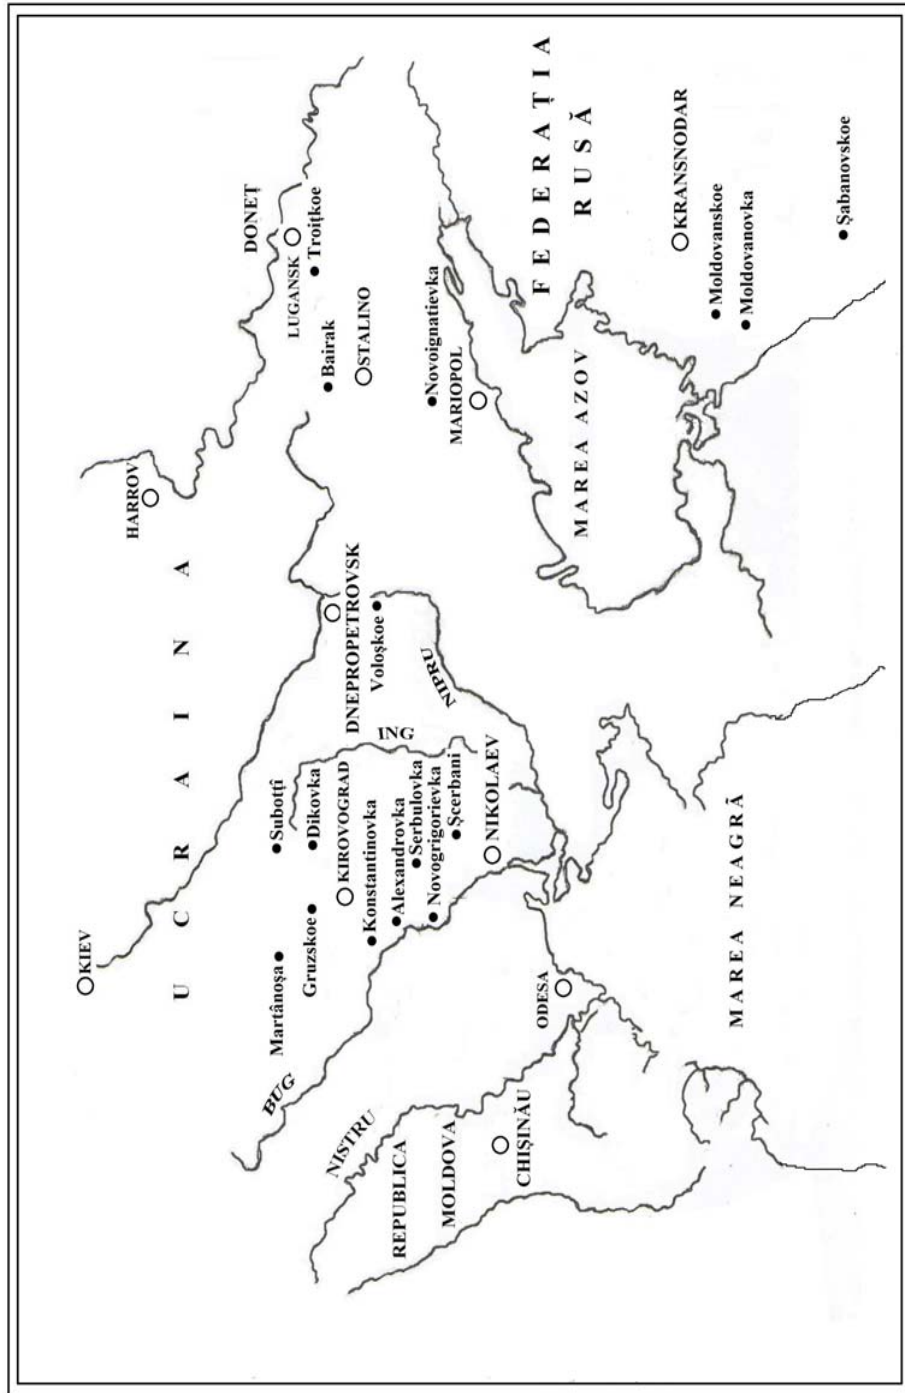 KIEV
HARROV
UCRAINA
DONEȚ
BUG
Martânoșa
Subotți
LUGANSK
Gruzskoe
Dikovka
Troițkoe
Bairak
NISTRU
KIROVOGRAD
DNEPROPETROVSK
STALINO
Konstantinovka
Voloșkoe
ING
REPUBLICA
MOLDOVA
Alexandrovka
Serbulovka
Novogrigorievka
Șcerbani
NIPRU
Novoignatievka
MARIOPOL
NIKOLAEV
CHIȘINĂU
ODESA
FEDERAȚIA
RUSĂ
MAREA AZOV
KRANSNODAR
Moldovanskoe
Moldovanovka
MAREA NEAGRĂ
Șabanovskoe